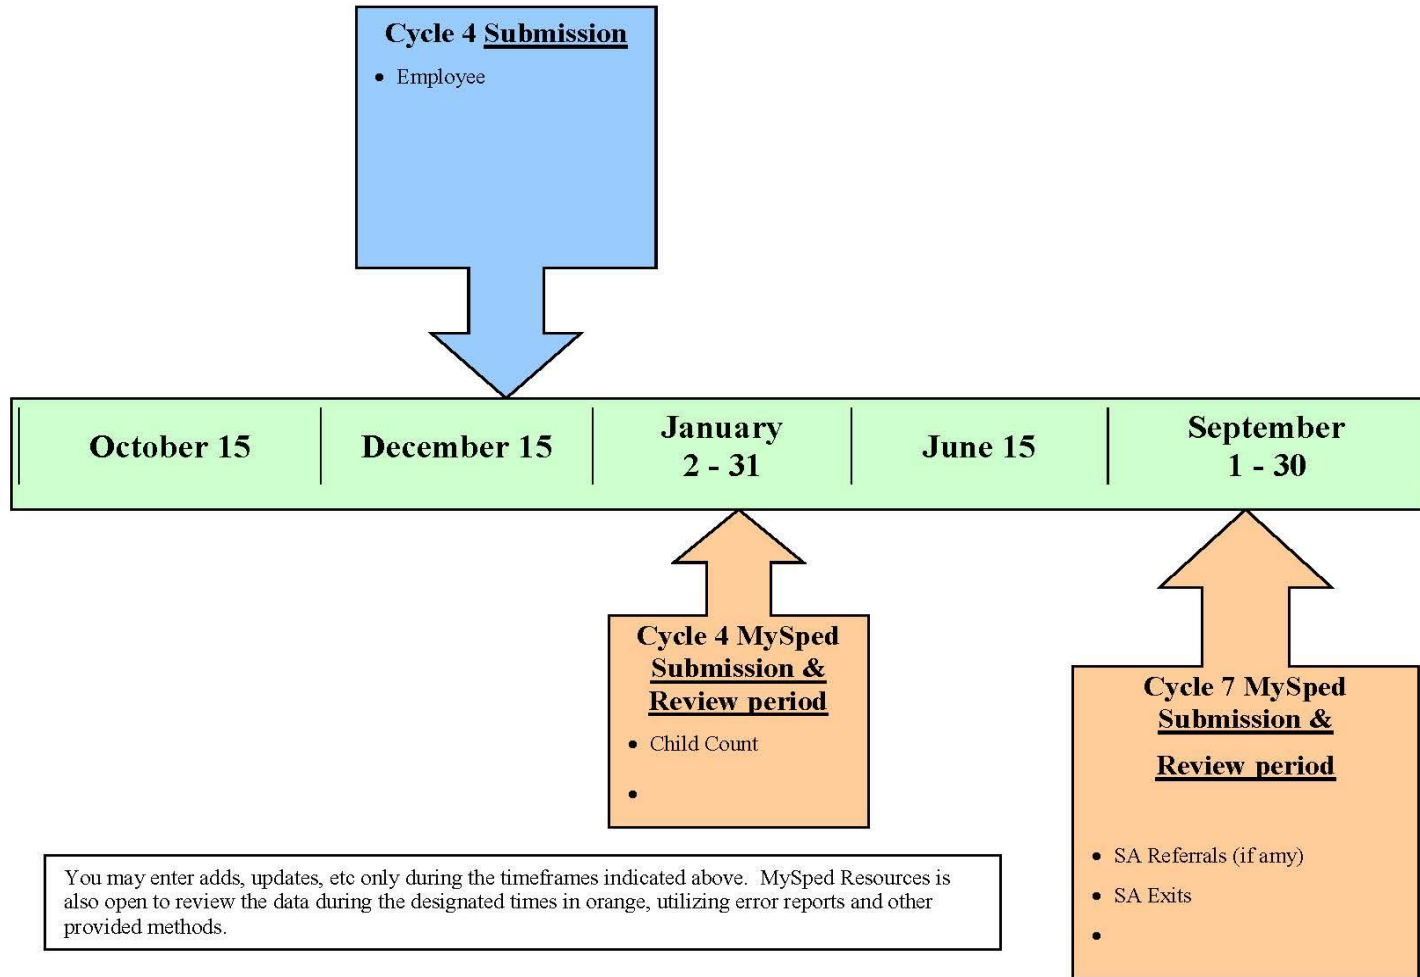 Cycle 4 Submission
• Employee
October 15
December 15
January
2 - 31
June 15
September
1 - 30
Cycle 4 MySped
Submission &
Review period
• Child Count
•
Cycle 7 MySped
Submission &
Review period
• SA Referrals (if amy)
• SA Exits
•
You may enter adds, updates, etc only during the timeframes indicated above.  MySped Resources is
also open to review the data during the designated times in orange, utilizing error reports and other
provided methods.